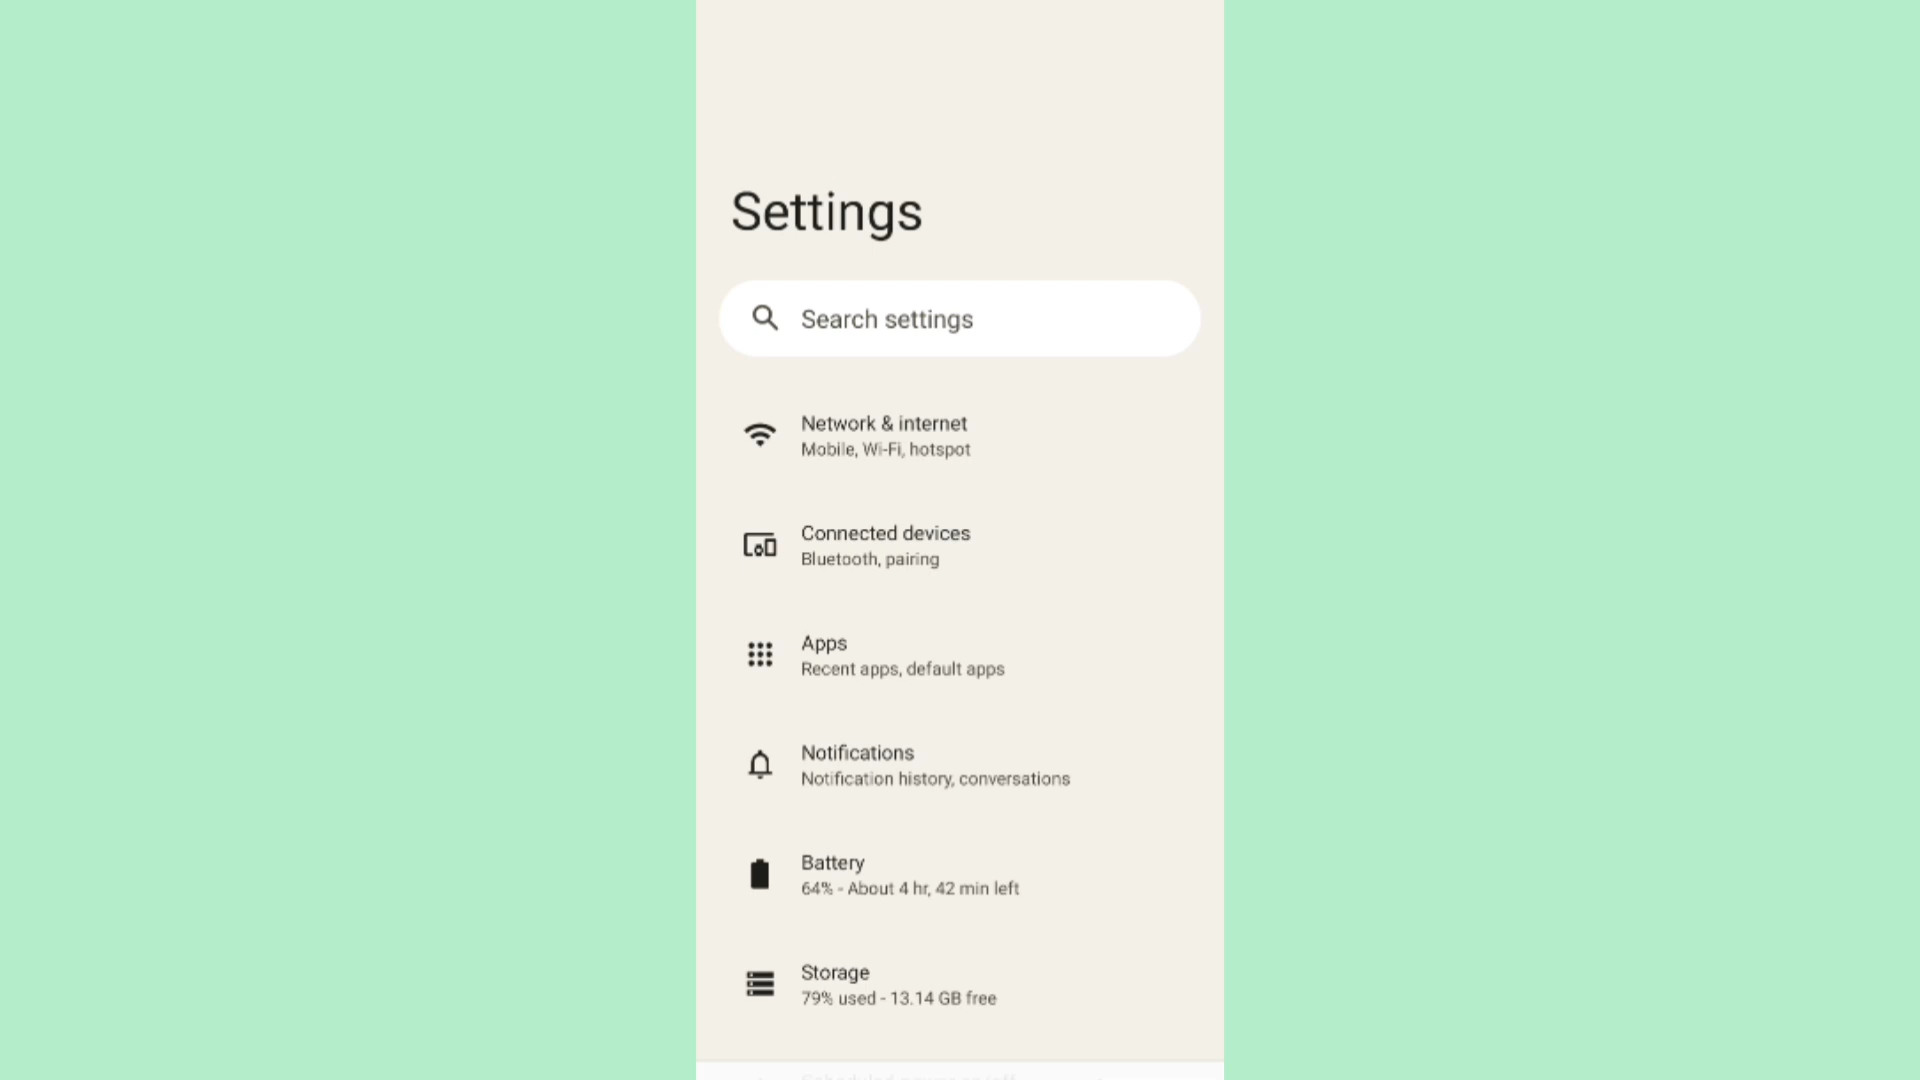 Settings
Search settings
Network & internet
Mobile, Wi-Fi, hotspot
Connected devices
Bluetooth, pairing
Apps
Recent apps, default apps
Notifications
Notification history, conversations
Battery
64% - About 4 hr, 42 min left
Storage
79% used - 13.14 GB free